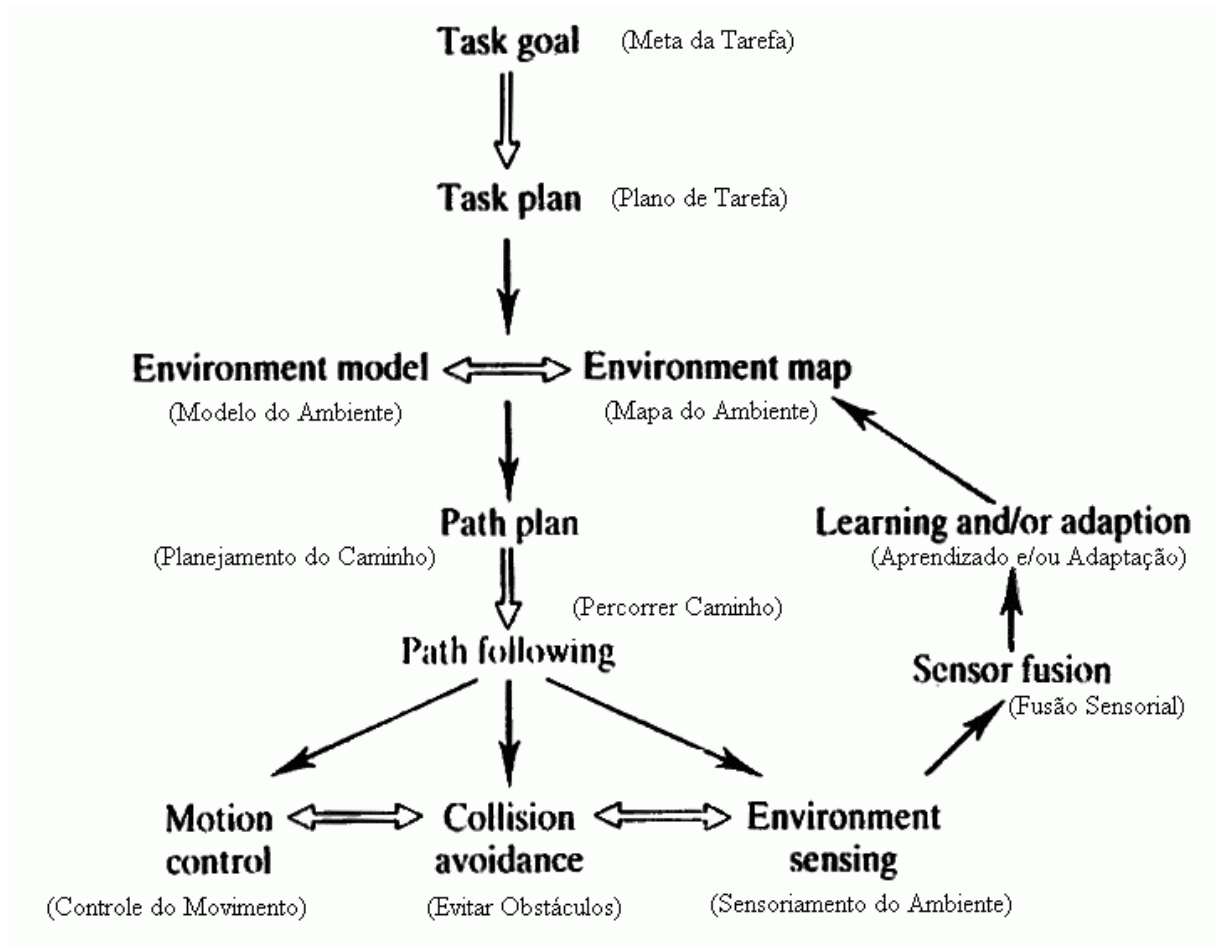 Task goal (Meta da Tarefa)
Task plan (Plano de Tarefa)
Environment model Environment map
(Modelo do Ambiente) (Mapa do Ambiente)
Path plan Learning and/or adaption
(Planejamento do Caminho) (Aprendizado e/ou Adaptação)
(Percorrer Caminho)
Path following
Sensor fusion
(Fusão Sensorial)
Motion Collision Environment
control avoidance sensing
(Controle do Movimento) (Evitar Obstáculos) (Sensoriamento do Ambiente)